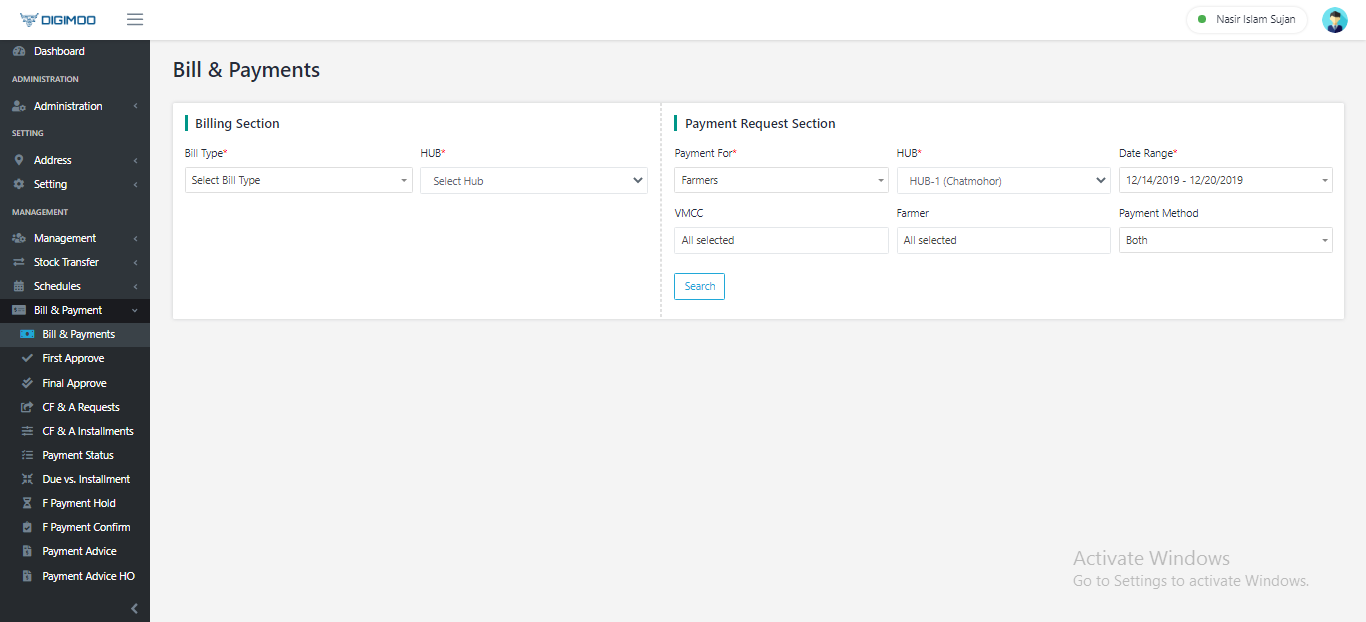 DIGIMOO
Nasir Islam Sujan
Dashboard
ADMINISTRATION
Administration
SETTING
Address
Setting
MANAGEMENT
Management
Stock Transfer
Schedules
Bill & Payment
Bill & Payments
First Approve
Final Approve
CF & A Requests
CF & A Installments
Payment Status
Due vs. Installment
F Payment Hold
F Payment Confirm
Payment Advice
Payment Advice HO
Bill & Payments
Billing Section
Bill Type* HUB*
Select Bill Type Select Hub
Payment Request Section
Payment For* HUB* Date Range*
Farmers HUB-1 (Chatmohor) 12/14/2019 - 12/20/2019
VMCC Farmer Payment Method
All selected All selected Both
Search
Activate Windows
Go to Settings to activate Windows.